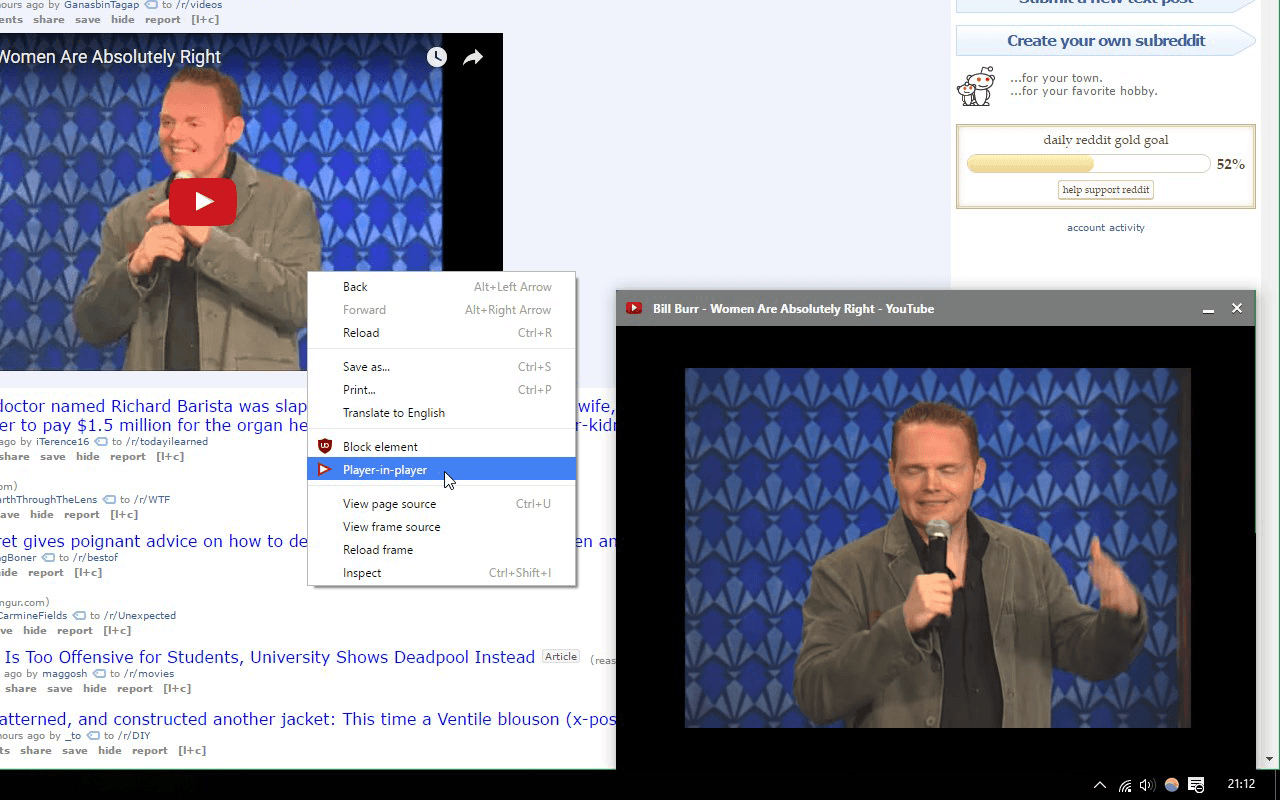 ours ago by GanasbinTagap to /r/videos
ents share save hide report [l+c]
Women Are Absolutely Right
doctor named Richard Barista was slap
wife,
er to pay $1.5 million for the organ he
r-kidn
ago by iTerence16 to /r/todayilearned
share save hide report [l+c]
om)
arthThroughTheLens to /r/WTF
ave hide report [l+c]
ret gives poignant advice on how to de
en an
gBoner to /r/bestof
hide report [l+c]
mgur.com)
CarmineFields to /r/Unexpected
ve hide report [l+c]
Is Too Offensive for Students, University Shows Deadpool Instead Article (reas
ago by maggosh to /r/movies
share save hide report [l+c]
atterned, and constructed another jacket: This time a Ventile blouson (x-pos
hours ago by _to to /r/DIY
ts share save hide report [l+c]
Back Alt+Left Arrow
Forward Alt+Right Arrow
Reload Ctrl+R
Save as... Ctrl+S
Print... Ctrl+P
Translate to English
Block element
Player-in-player
View page source Ctrl+U
View frame source
Reload frame
Inspect Ctrl+Shift+I
Submit a new text post
Create your own subreddit
...for your town.
...for your favorite hobby.
daily reddit gold goal
52%
help support reddit
account activity
Bill Burr - Women Are Absolutely Right - YouTube
21:12